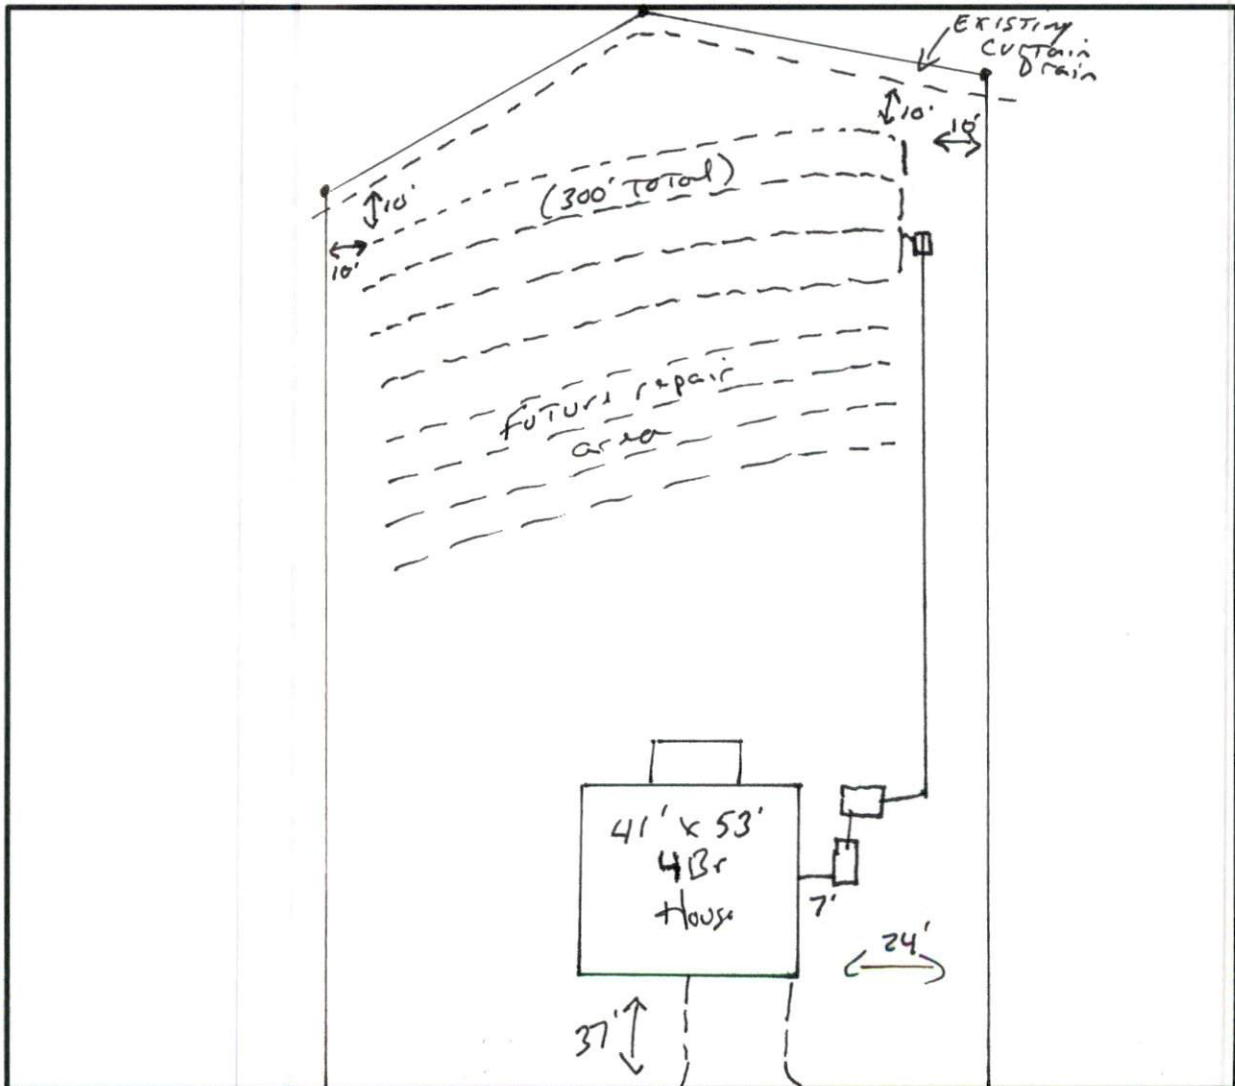 EXISTING
CURTAIN
Drain
10'
10'
10'
10'
(300' Total)
Future repair
area
41' x 53'
4Br
House
7'
24'
37'